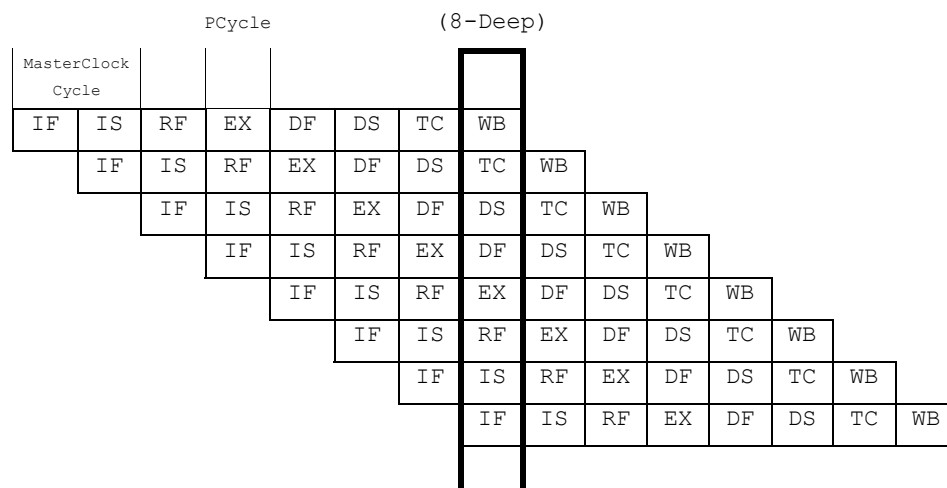 PCycle (8-Deep)
MasterClock
Cycle
IF IS RF EX DF DS TC WB
IF IS RF EX DF DS TC WB
IF IS RF EX DF DS TC WB
IF IS RF EX DF DS TC WB
IF IS RF EX DF DS TC WB
IF IS RF EX DF DS TC WB
IF IS RF EX DF DS TC WB
IF IS RF EX DF DS TC WB